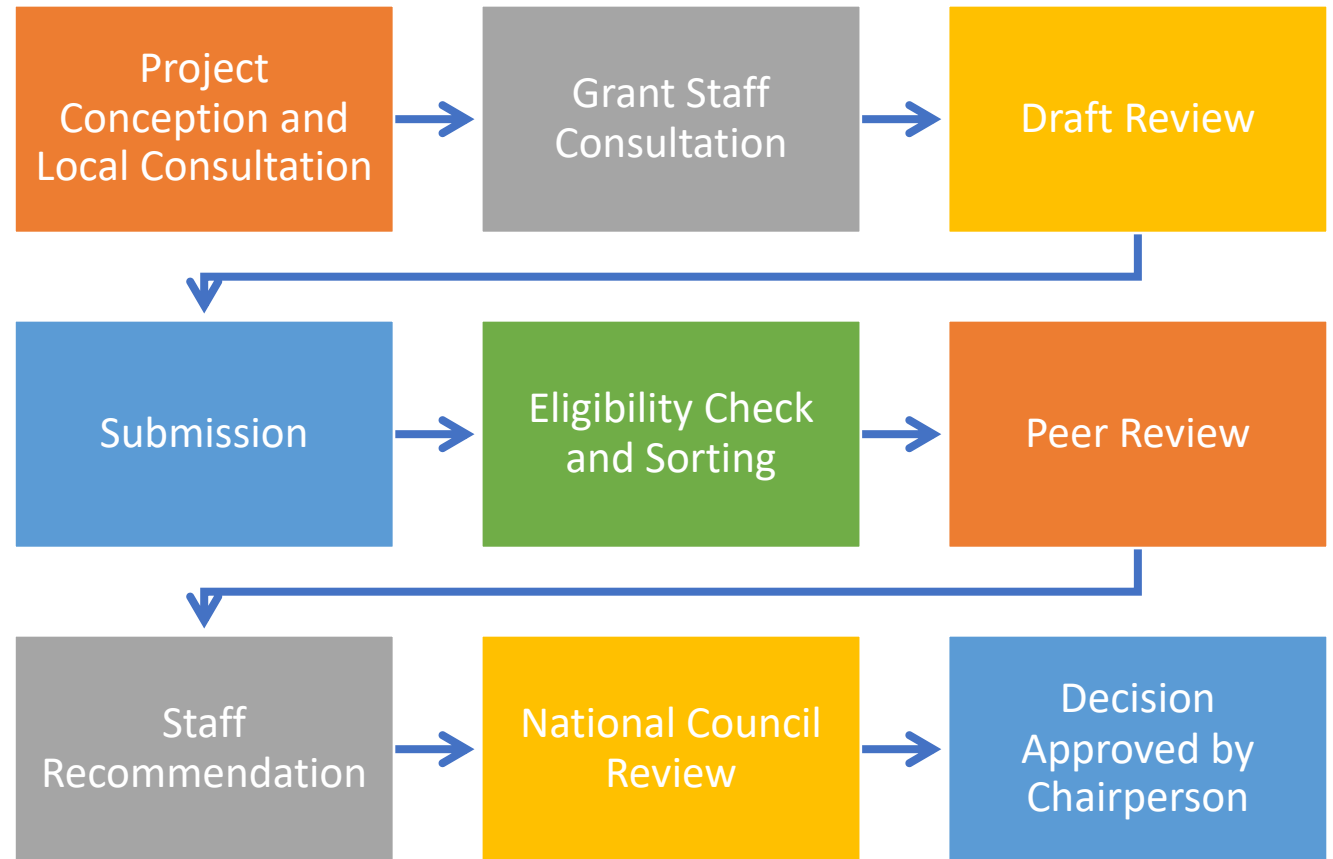 Project
Conception and
Local Consultation
Grant Staff
Consultation
Draft Review
Submission
Eligibility Check
and Sorting
Peer Review
Staff
Recommendation
National Council
Review
Decision
Approved by
Chairperson